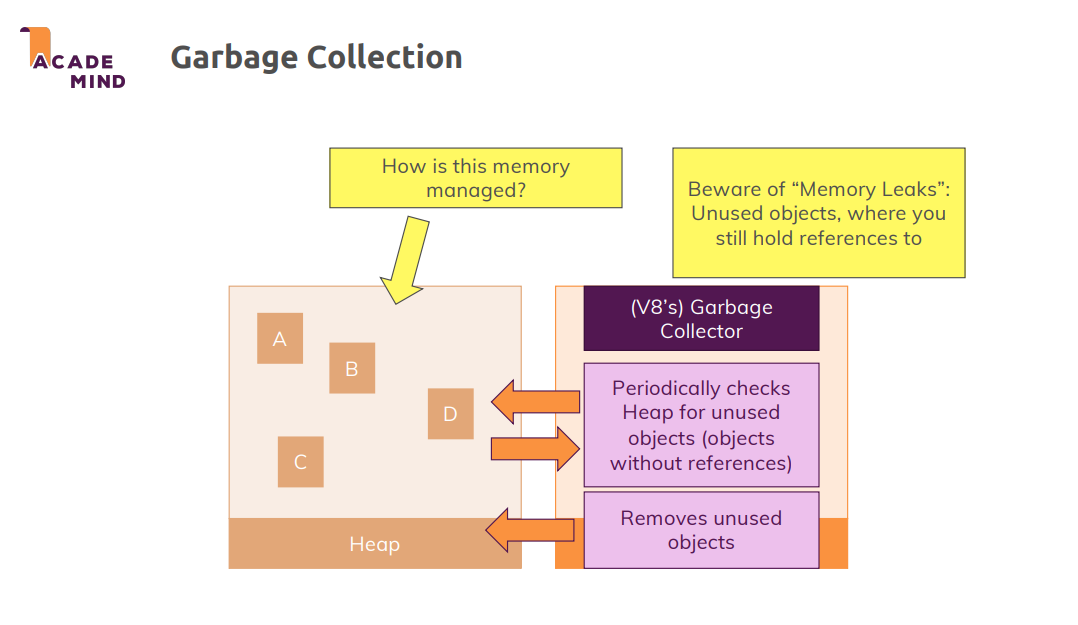 ACADE
MIND
Garbage Collection
How is this memory
managed?
Beware of “Memory Leaks”:
Unused objects, where you
still hold references to
A
B
D
C
Heap
(V8’s) Garbage
Collector
Periodically checks
Heap for unused
objects (objects
without references)
Removes unused
objects